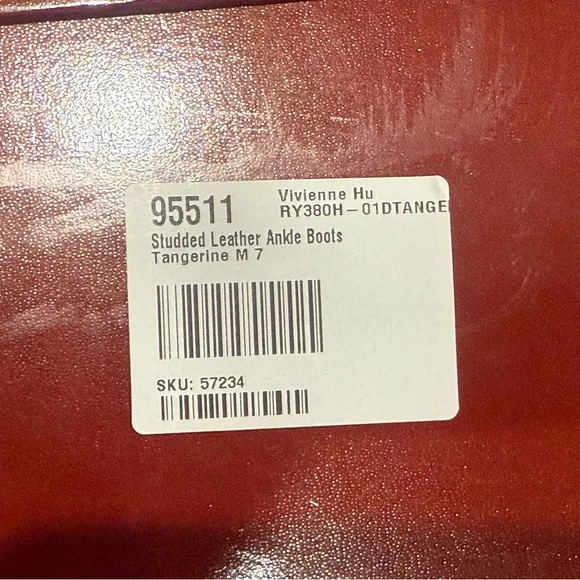 95511
Vivienne Hu
RY380H-01DTANGE
Studded Leather Ankle Boots
Tangerine M 7
SKU: 57234